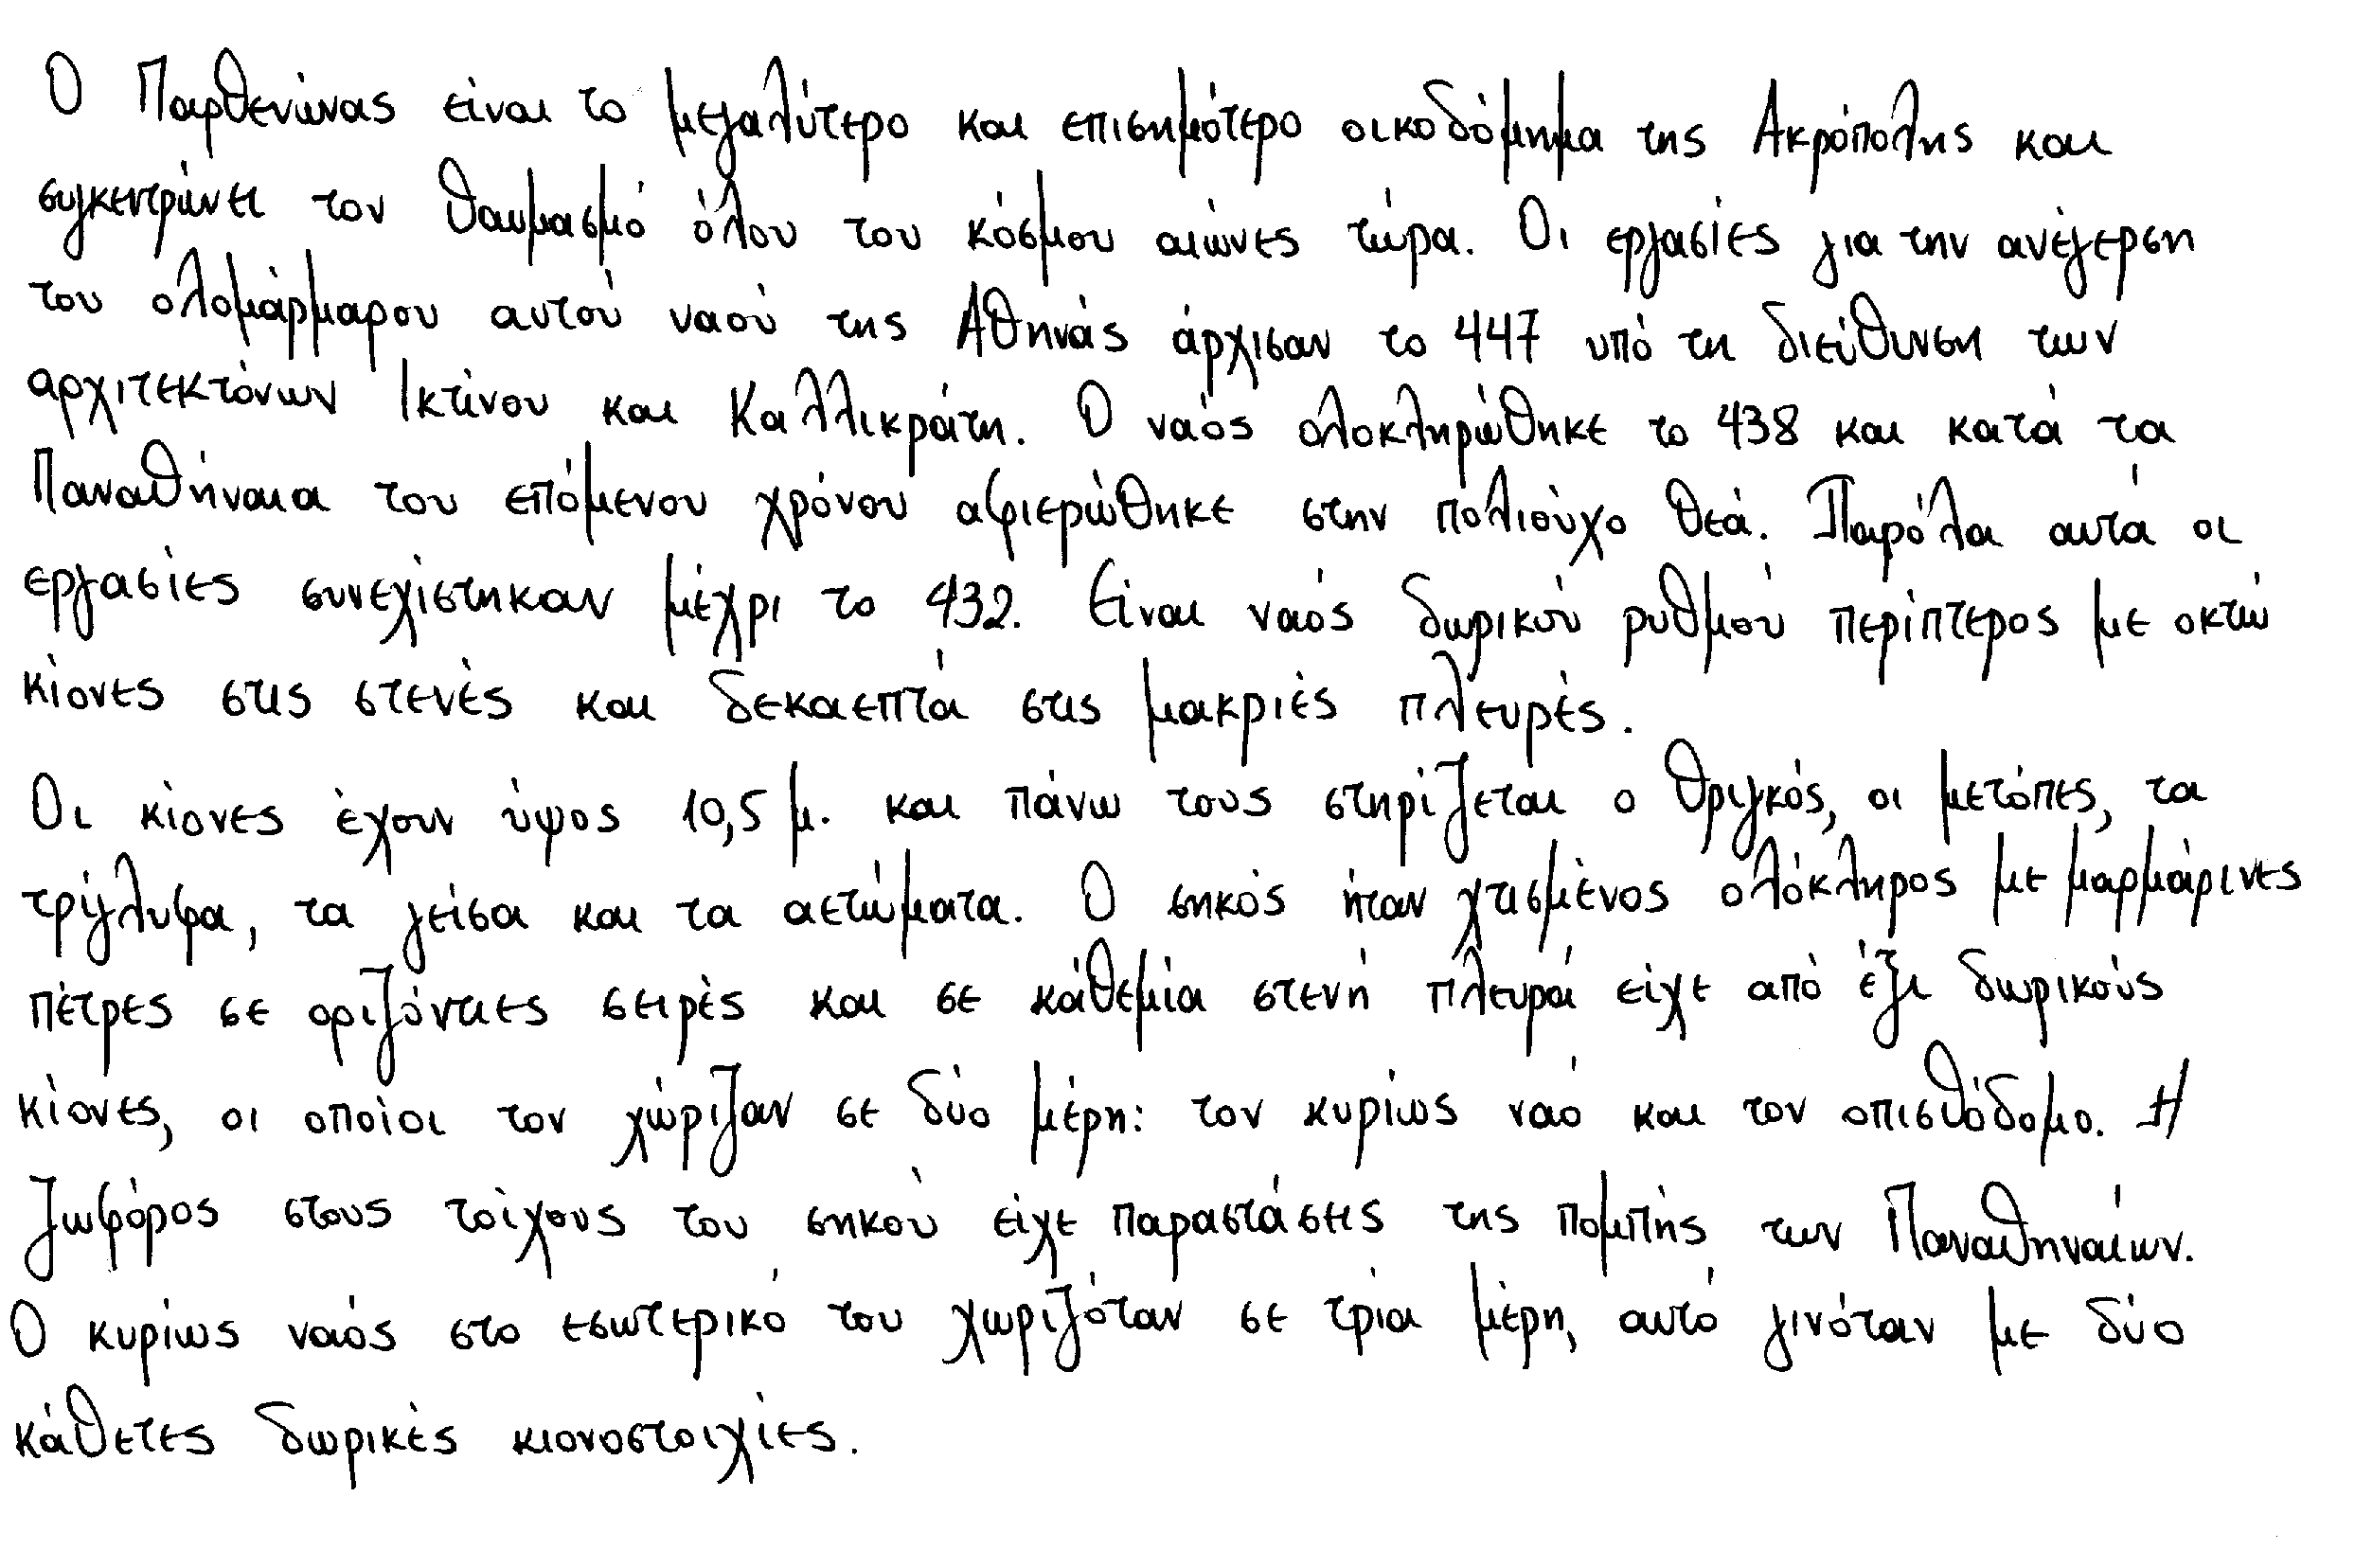 Ο Παρθενώνας είναι το μεγαλύτερο και επισημότερο οικοδόμημα της Ακρόπολης και
συγκεντρώνει τον θαυμασμό όλου του κόσμου αιώνες τώρα. Οι εργασίες για την ανέγερση
του ολομάρμαρου αυτού ναού της Αθηνάς άρχισαν το 447 υπό τη διεύθυνση των
αρχιτεκτόνων Ικτίνου και Καλλικράτη. Ο ναός ολοκληρώθηκε το 438 και κατά τα
Παναθήναια του επόμενου χρόνου αφιερώθηκε στην πολιούχο θεά. Παρόλα αυτά οι
εργασίες συνεχίστηκαν μέχρι το 432. Είναι ναός δωρικού ρυθμού περίπτερος με οκτώ
κίονες στις στενές και δεκαεπτά στις μακριές πλευρές.
Οι κίονες έχουν ύψος 10,5 μ. και πάνω τους στηρίζεται ο θριγκός, οι μετόπες, τα
τρίγλυφα, τα γείσα και τα αετώματα. Ο σηκός ήταν χτισμένος ολόκληρος με μαρμάρινες
πέτρες σε οριζόντιες σειρές και σε κάθεμία στενή πλευρά είχε από έξι δωρικούς
κίονες, οι οποίοι τον χώριζαν σε δύο μέρη: τον κυρίως ναό και τον οπισθόδομο. Η
ζωφόρος στους τοίχους του σηκού είχε παραστάσεις της πομπής των Παναθηναίων.
Ο κυρίως ναός στο εσωτερικό του χωριζόταν σε τρία μέρη, αυτό γινόταν με δύο
κάθετες δωρικές κιονοστοιχίες.